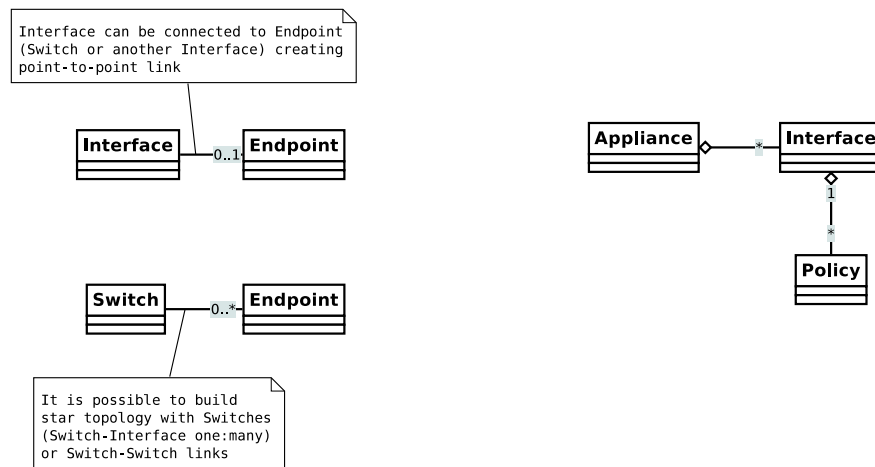 Interface can be connected to Endpoint
(Switch or another Interface) creating
point-to-point link
Interface
0..1
Endpoint
Appliance
*
Interface
1
*
Policy
Switch
0..*
Endpoint
It is possible to build
star topology with Switches
(Switch-Interface one:many)
or Switch-Switch links